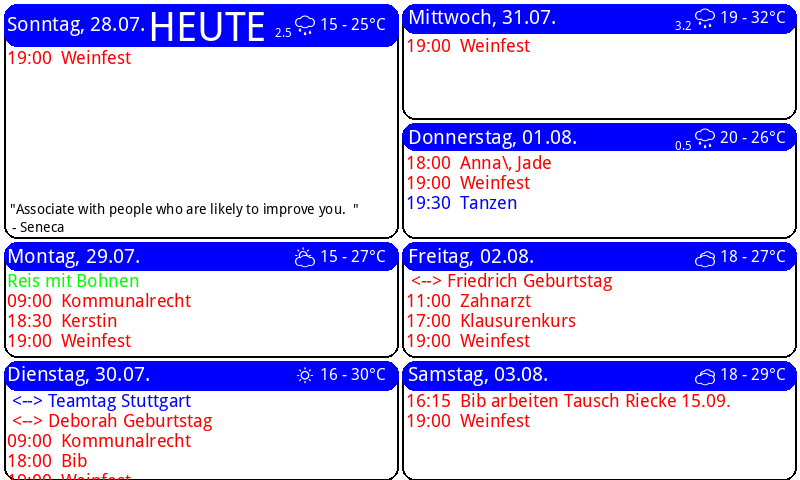 Sonntag, 28.07. HEUTE 2.5 15 - 25°C
19:00 Weinfest
"Associate with people who are likely to improve you. "
- Seneca
Montag, 29.07. 15 - 27°C
Reis mit Bohnen
09:00 Kommunalrecht
18:30 Kerstin
19:00 Weinfest
Dienstag, 30.07. 16 - 30°C
<--> Teamtag Stuttgart
<--> Deborah Geburtstag
09:00 Kommunalrecht
18:00 Bib
19:00 Weinfest
Mittwoch, 31.07. 3.2 19 - 32°C
19:00 Weinfest
Donnerstag, 01.08. 0.5 20 - 26°C
18:00 Anna\, Jade
19:00 Weinfest
19:30 Tanzen
Freitag, 02.08. 18 - 27°C
<--> Friedrich Geburtstag
11:00 Zahnarzt
17:00 Klausurenkurs
19:00 Weinfest
Samstag, 03.08. 18 - 29°C
16:15 Bib arbeiten Tausch Riecke 15.09.
19:00 Weinfest